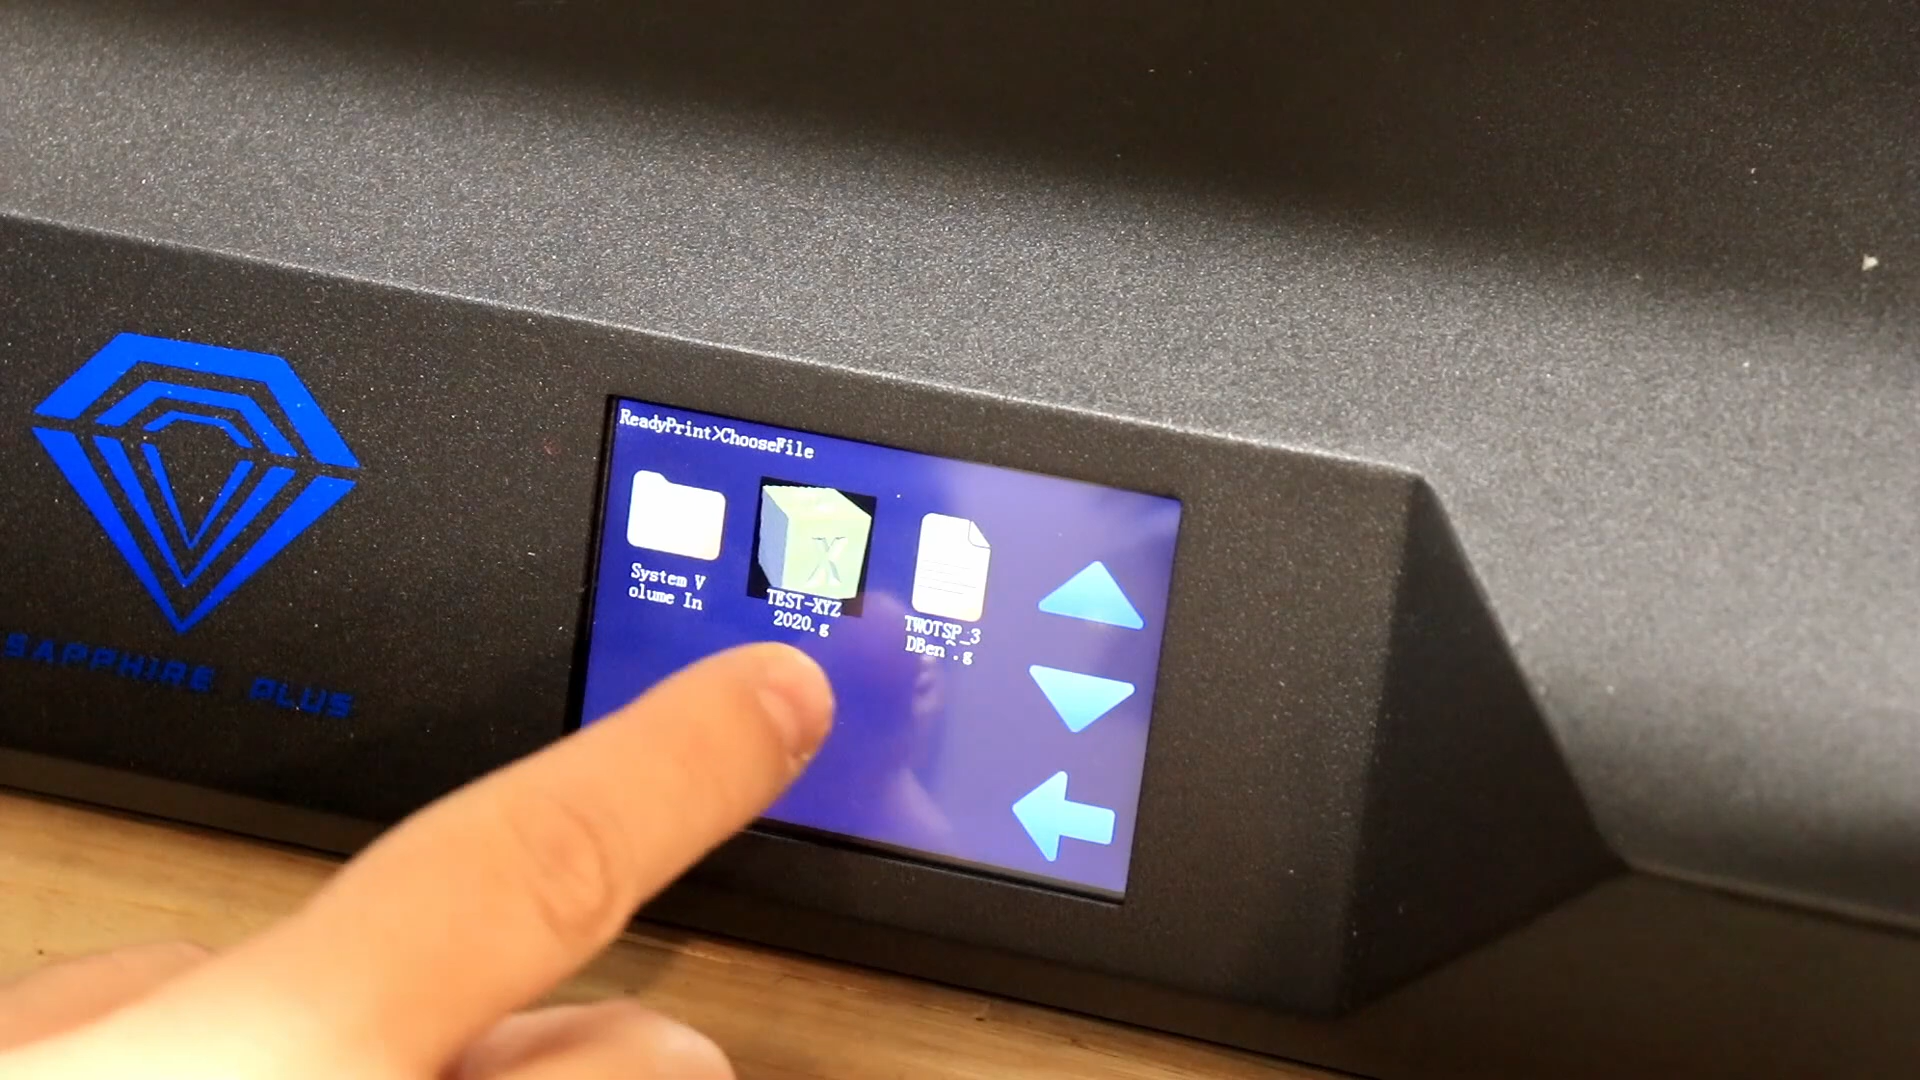 ReadyPrint>ChooseFile
System V
olume In
TEST-XYZ
2020.g
TWOTSP_3
DBen~.g
X
SAPPHIRE PLUS